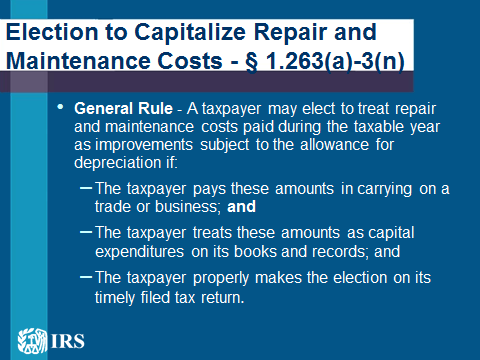 Election to Capitalize Repair and
Maintenance Costs - § 1.263(a)-3(n)
• General Rule - A taxpayer may elect to treat repair
and maintenance costs paid during the taxable year
as improvements subject to the allowance for
depreciation if:
–The taxpayer pays these amounts in carrying on a
trade or business; and
–The taxpayer treats these amounts as capital
expenditures on its books and records; and
–The taxpayer properly makes the election on its
timely filed tax return.
IRS